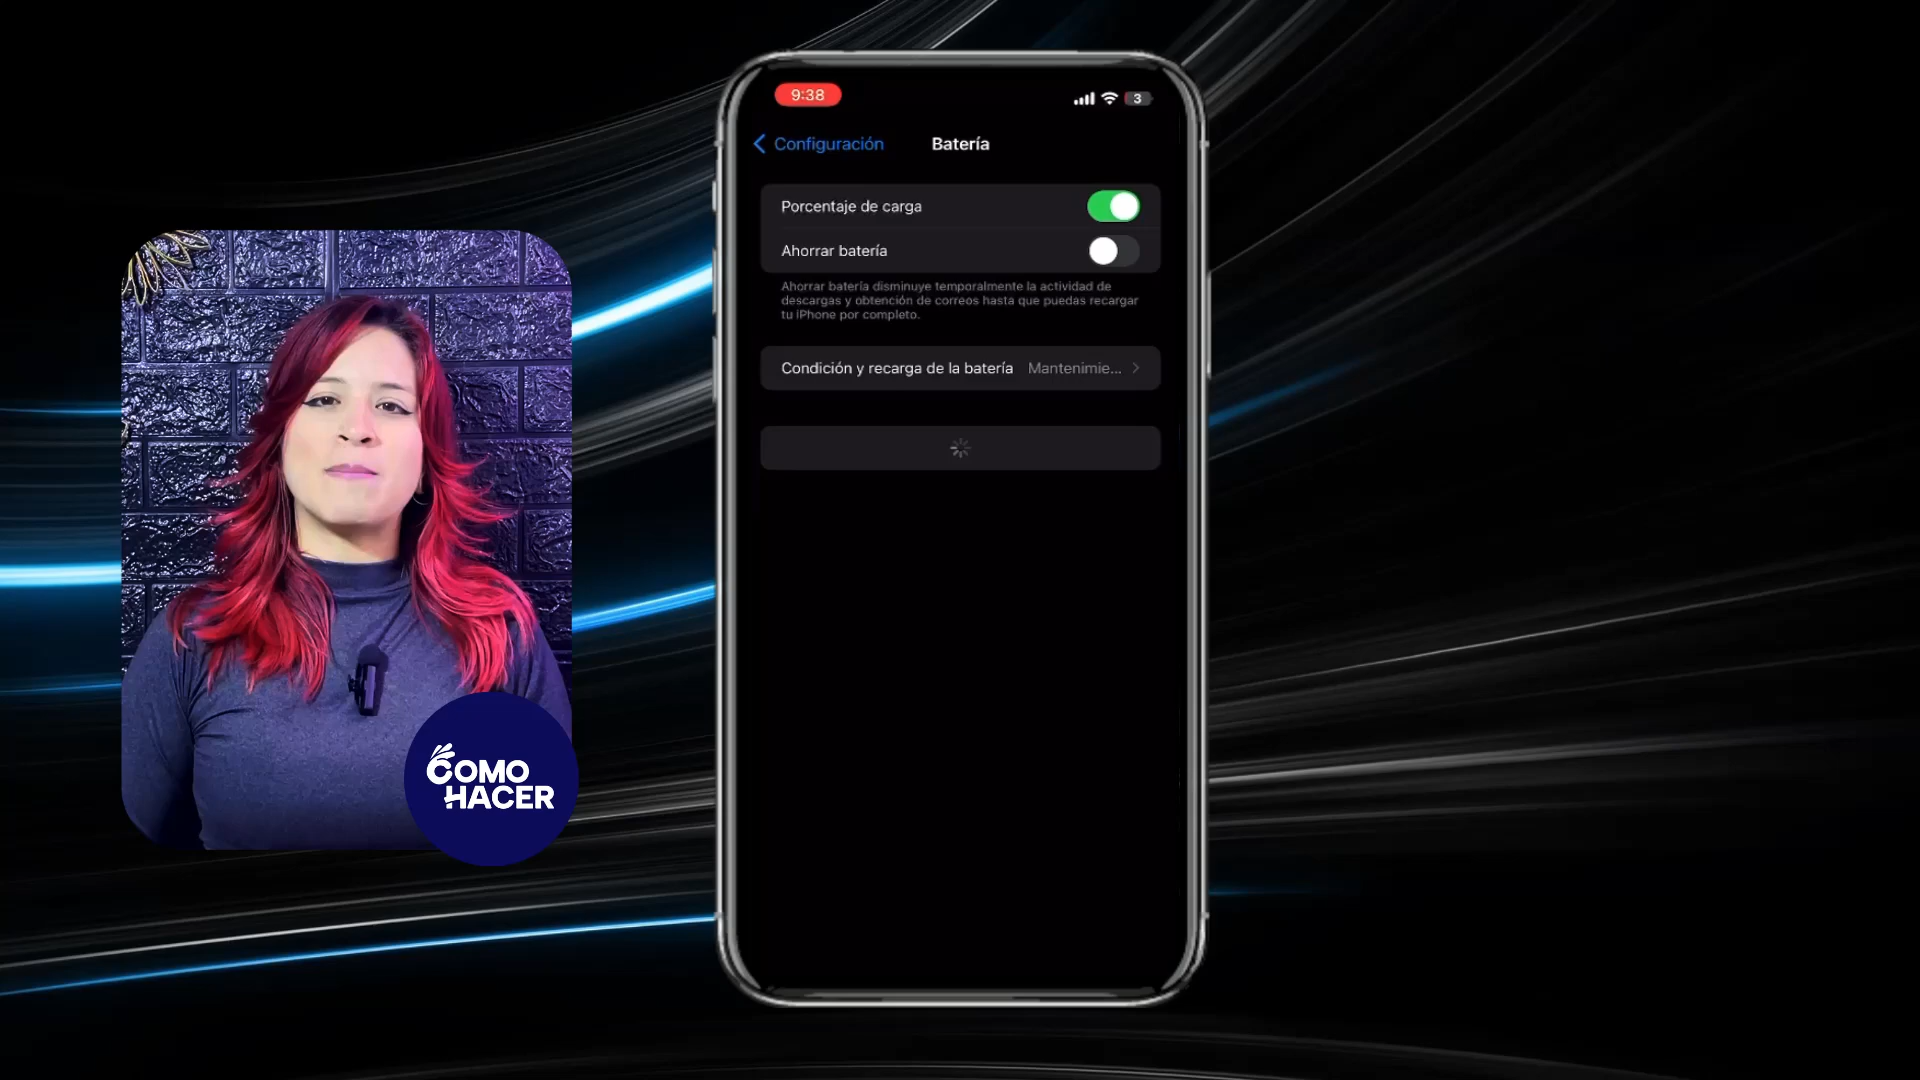 9:38
3
Configuración
Batería
Porcentaje de carga
Ahorrar batería
Ahorrar batería disminuye temporalmente la actividad de
descargas y obtención de correos hasta que puedas recargar
tu iPhone por completo.
Condición y recarga de la batería Mantenimie...
COMO
HACER